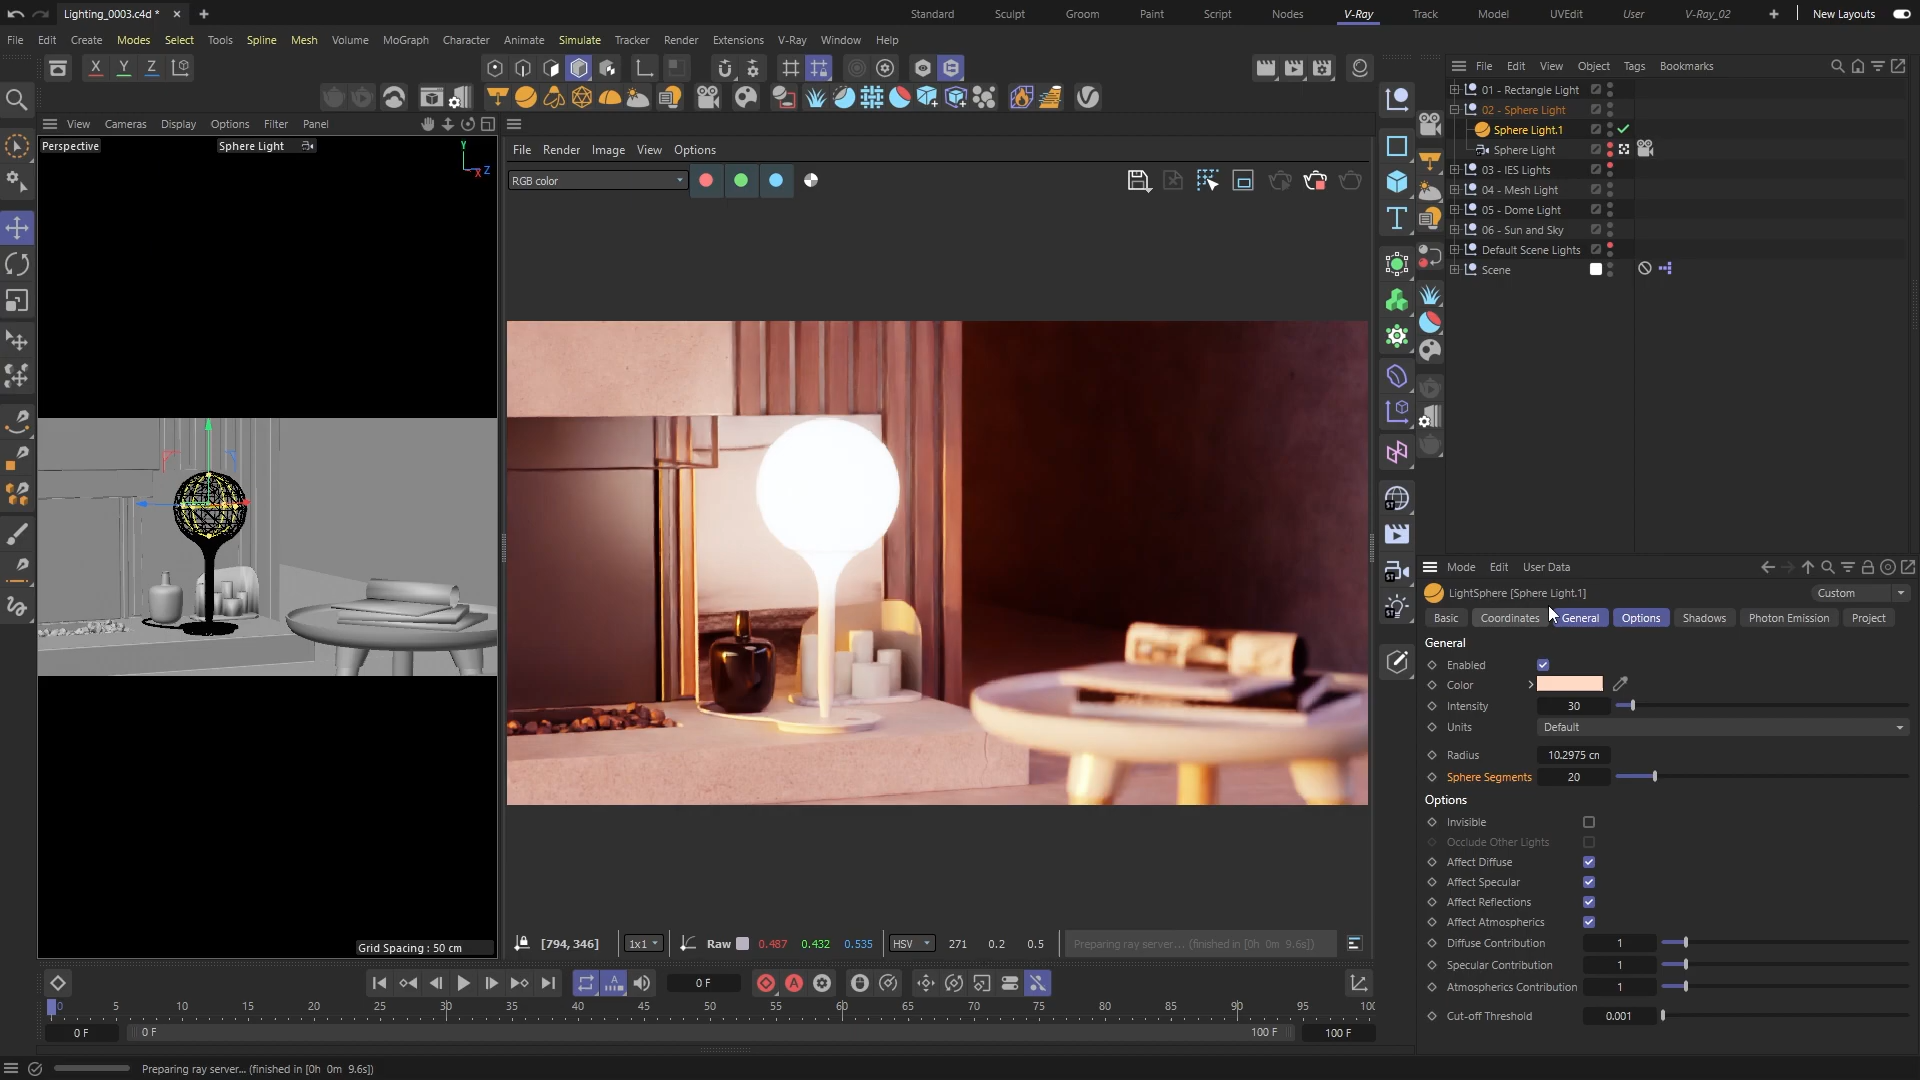 Lighting_0003.c4d *
Standard Sculpt Groom Paint Script Nodes V-Ray Track Model UVEdit User V-Ray_02 New Layouts
File Edit Create Modes Select Tools Spline Mesh Volume MoGraph Character Animate Simulate Tracker Render Extensions V-Ray Window Help
X Y Z
File Edit View Object Tags Bookmarks
01 - Rectangle Light
02 - Sphere Light
Sphere Light.1
Sphere Light
03 - IES Lights
04 - Mesh Light
05 - Dome Light
06 - Sun and Sky
Default Scene Lights
Scene
View Cameras Display Options Filter Panel
Perspective Sphere Light
Y
X Z
Grid Spacing : 50 cm
File Render Image View Options
RGB color
[794, 346] 1x1 Raw 0.487 0.432 0.535 HSV 271 0.2 0.5 Preparing ray server... (finished in [0h 0m 9.6s])
Mode Edit User Data
LightSphere [Sphere Light.1] Custom
Basic Coordinates General Options Shadows Photon Emission Project
General
Enabled
Color
Intensity 30
Units Default
Radius 10.2975 cn
Sphere Segments 20
Options
Invisible
Occlude Other Lights
Affect Diffuse
Affect Specular
Affect Reflections
Affect Atmospherics
Diffuse Contribution 1
Specular Contribution 1
Atmospherics Contribution 1
Cut-off Threshold 0.001
0 F
0 5 10 15 20 25 30 35 40 45 50 55 60 65 70 75 80 85 90 95 100
0 F 0 F 100 F 100 F
Preparing ray server... (finished in [0h 0m 9.6s])